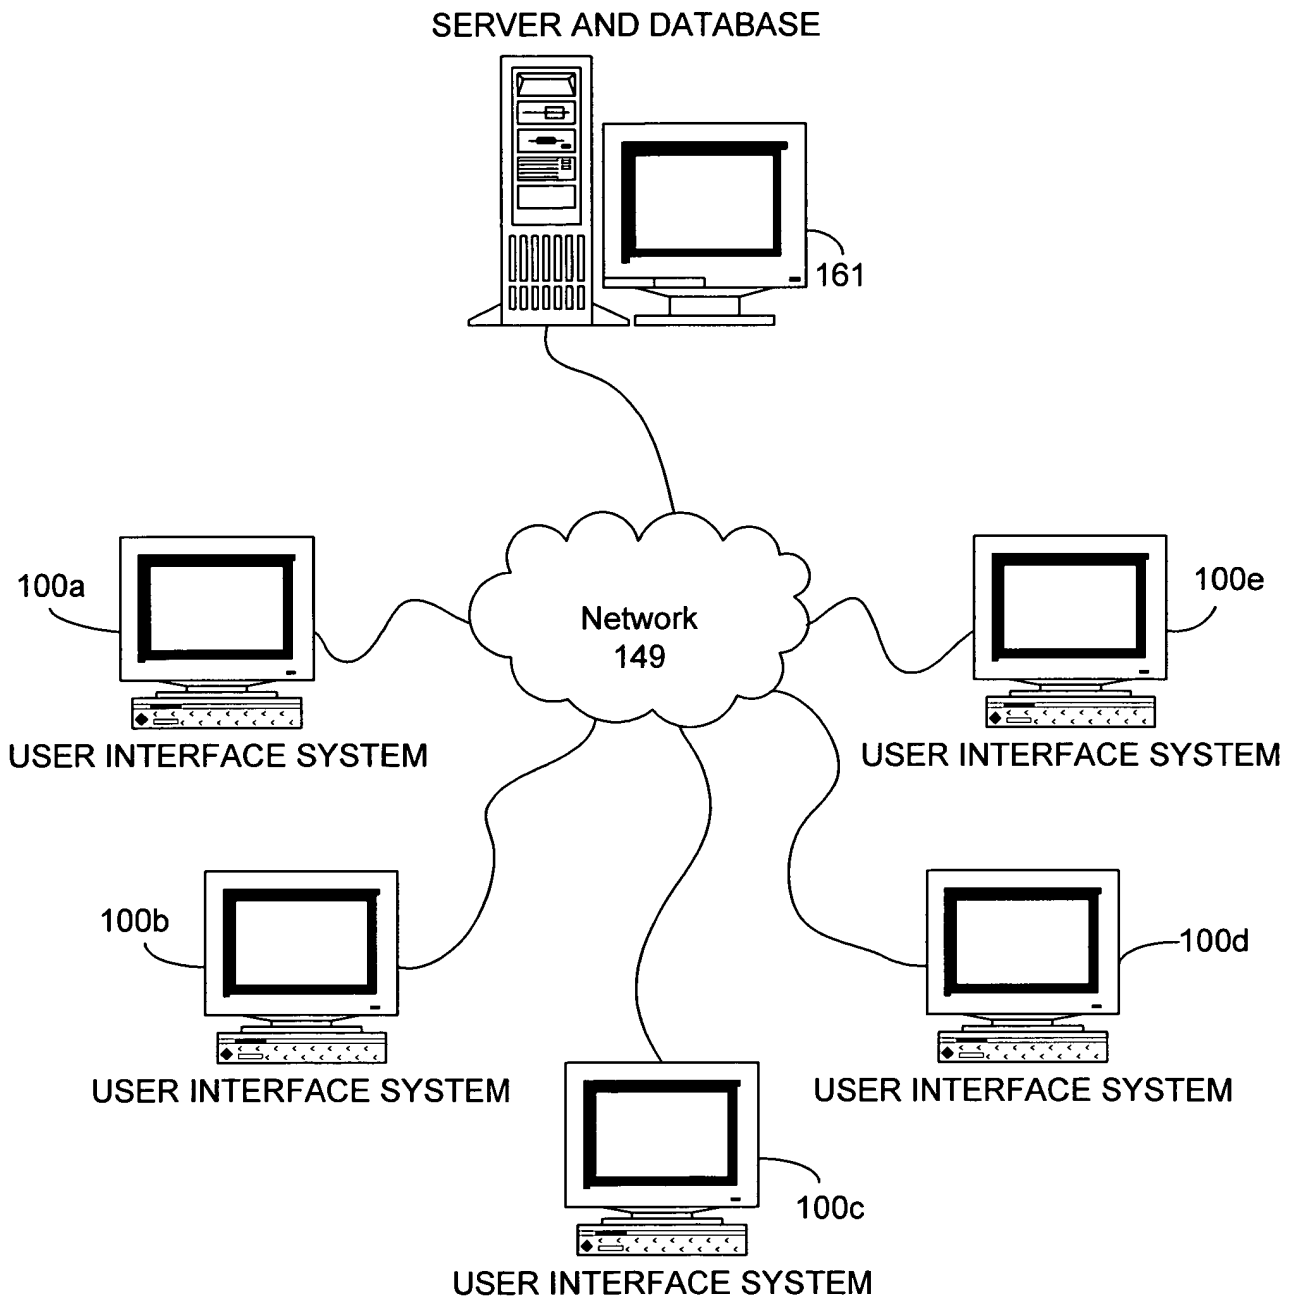 SERVER AND DATABASE
161
100a
Network
149
100e
USER INTERFACE SYSTEM
USER INTERFACE SYSTEM
100b
100d
USER INTERFACE SYSTEM
USER INTERFACE SYSTEM
100c
USER INTERFACE SYSTEM